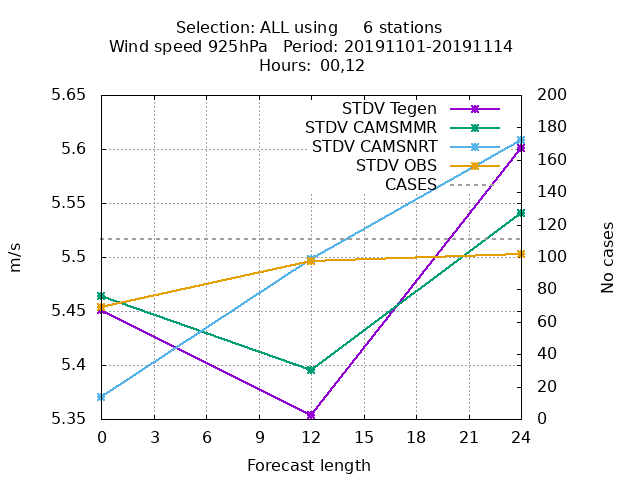 Selection: ALL using     6 stations
Wind speed 925hPa   Period: 20191101-20191114
Hours: 00,12
STDV Tegen
STDV CAMSMMR
STDV CAMSNRT
STDV OBS
CASES
5.65
5.6
5.55
5.5
5.45
5.4
5.35
200
180
160
140
120
100
80
60
40
20
0
m/s
No cases
0 3 6 9 12 15 18 21 24
Forecast length